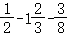 1/2 - 1 2/3 - 3/8